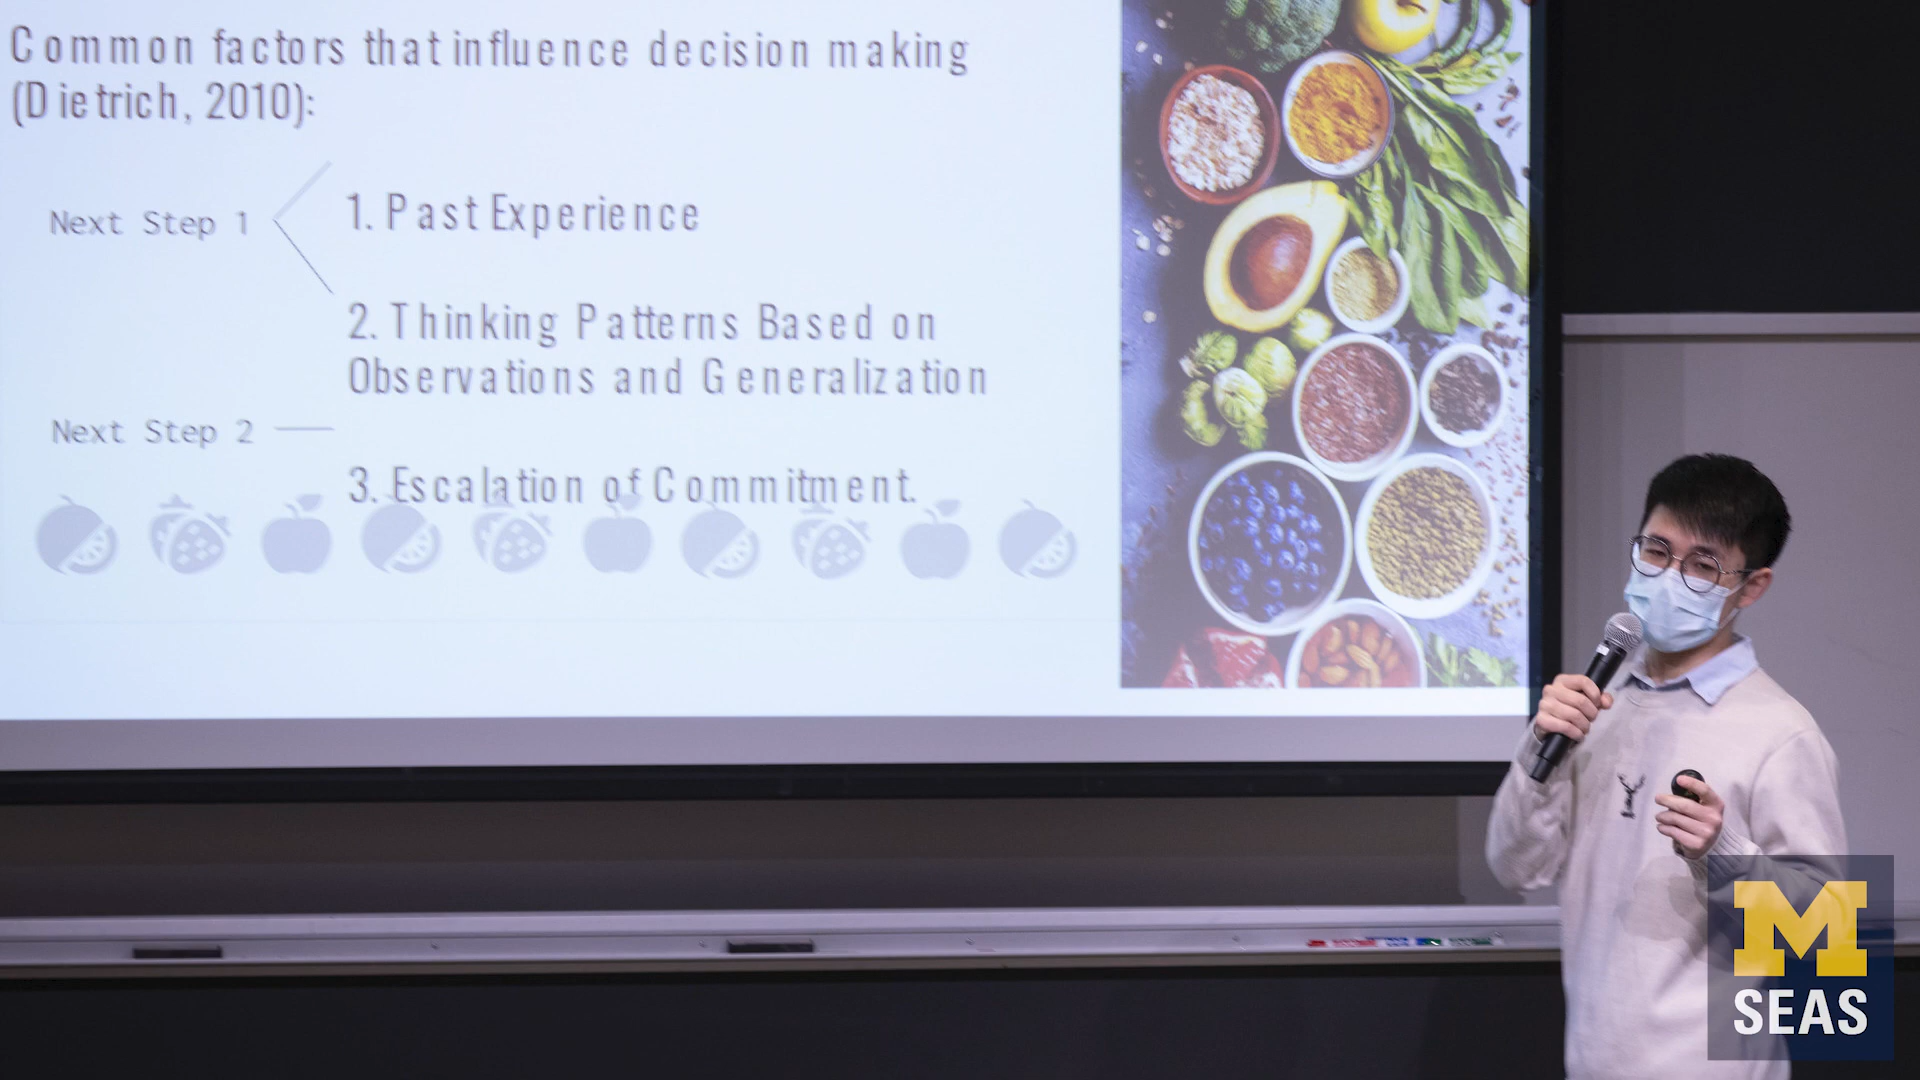 Common factors that influence decision making
(Dietrich, 2010):
Next Step 1
1. Past Experience
2. Thinking Patterns Based on
Observations and Generalization
Next Step 2
3. Escalation of Commitment.
M
SEAS